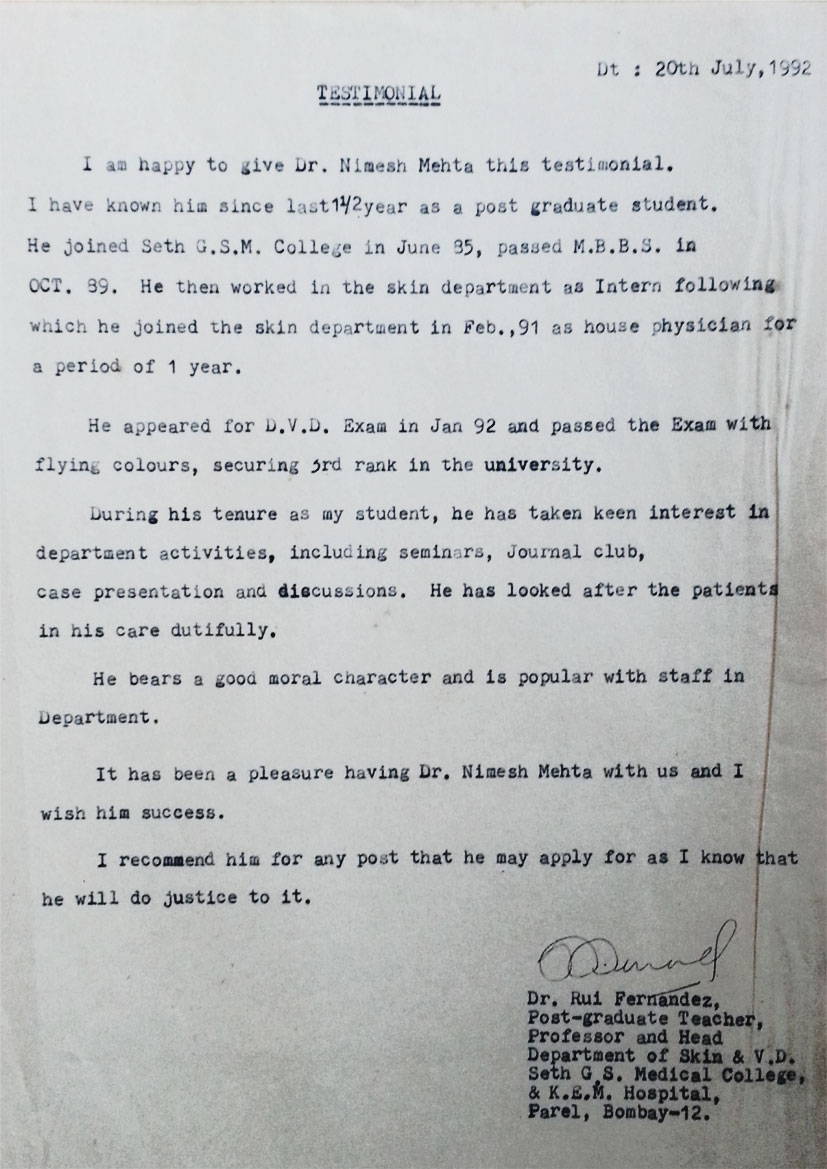 Dt : 20th July,1992
TESTIMONIAL
I am happy to give Dr. Nimesh Mehta this testimonial.
I have known him since last1½year as a post graduate student.
He joined Seth G.S.M. College in June 85, passed M.B.B.S. in
OCT. 89. He then worked in the skin department as Intern following
which he joined the skin department in Feb.,91 as house physician for
a period of 1 year.
He appeared for D.V.D. Exam in Jan 92 and passed the Exam with
flying colours, securing 3rd rank in the university.
During his tenure as my student, he has taken keen interest in
department activities, including seminars, Journal club,
case presentation and discussions. He has looked after the patients
in his care dutifully.
He bears a good moral character and is popular with staff in
Department.
It has been a pleasure having Dr. Nimesh Mehta with us and I
wish him success.
I recommend him for any post that he may apply for as I know that
he will do justice to it.
Dr. Rui Fernandez,
Post-graduate Teacher,
Professor and Head
Department of Skin & V.D.
Seth G.S. Medical College,
& K.E.M. Hospital,
Parel, Bombay-12.